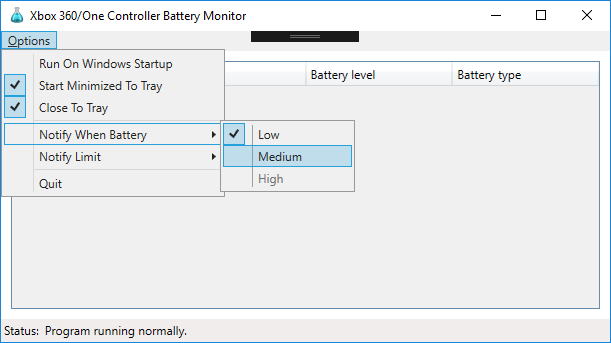 Xbox 360/One Controller Battery Monitor
Options
Battery level Battery type
Run On Windows Startup
Start Minimized To Tray
Close To Tray
Notify When Battery
Notify Limit
Quit
Low
Medium
High
Status: Program running normally.